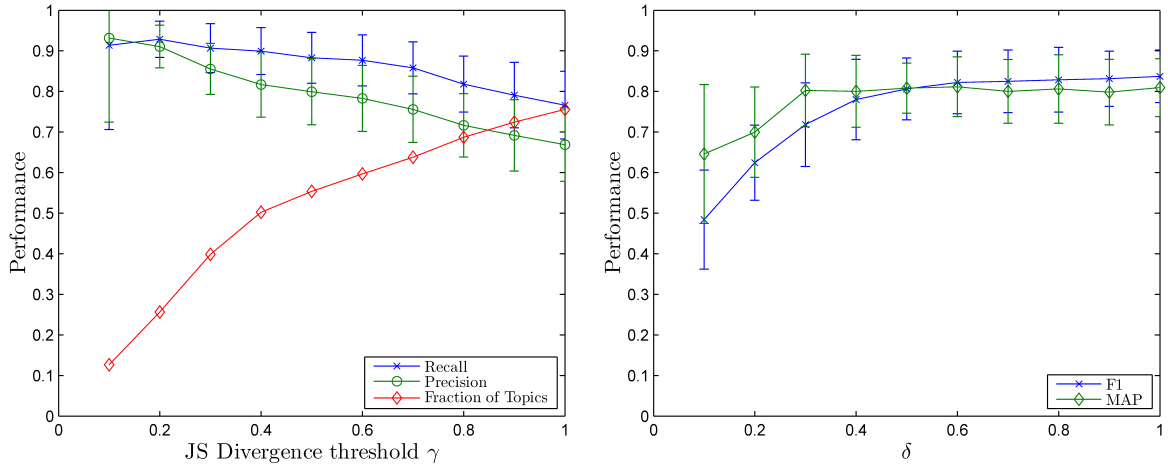 1
0.9
0.8
0.7
0.6
0.5
0.4
0.3
0.2
0.1
0
0 0.2 0.4 0.6 0.8 1
Performance
JS Divergence threshold γ
Recall
Precision
Fraction of Topics
1
0.9
0.8
0.7
0.6
0.5
0.4
0.3
0.2
0.1
0
0 0.2 0.4 0.6 0.8 1
Performance
δ
F1
MAP